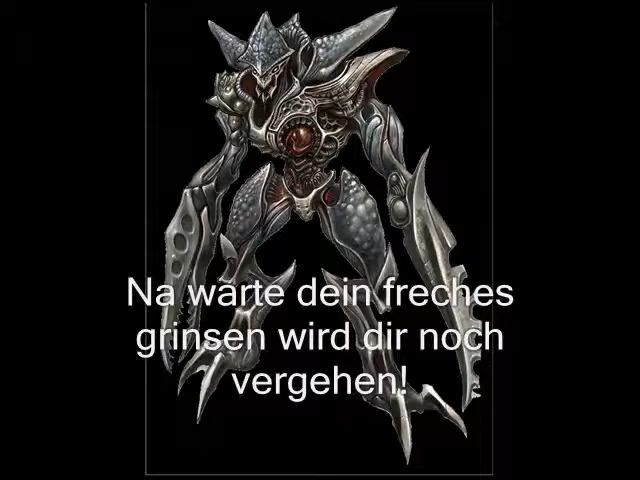 Na warte dein freches
grinsen wird dir noch
vergehen!